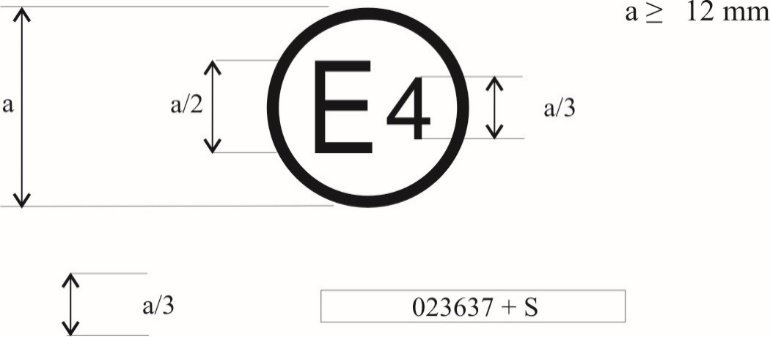 a ≥ 12 mm
a
a/2
E4
a/3
a/3
023637 + S